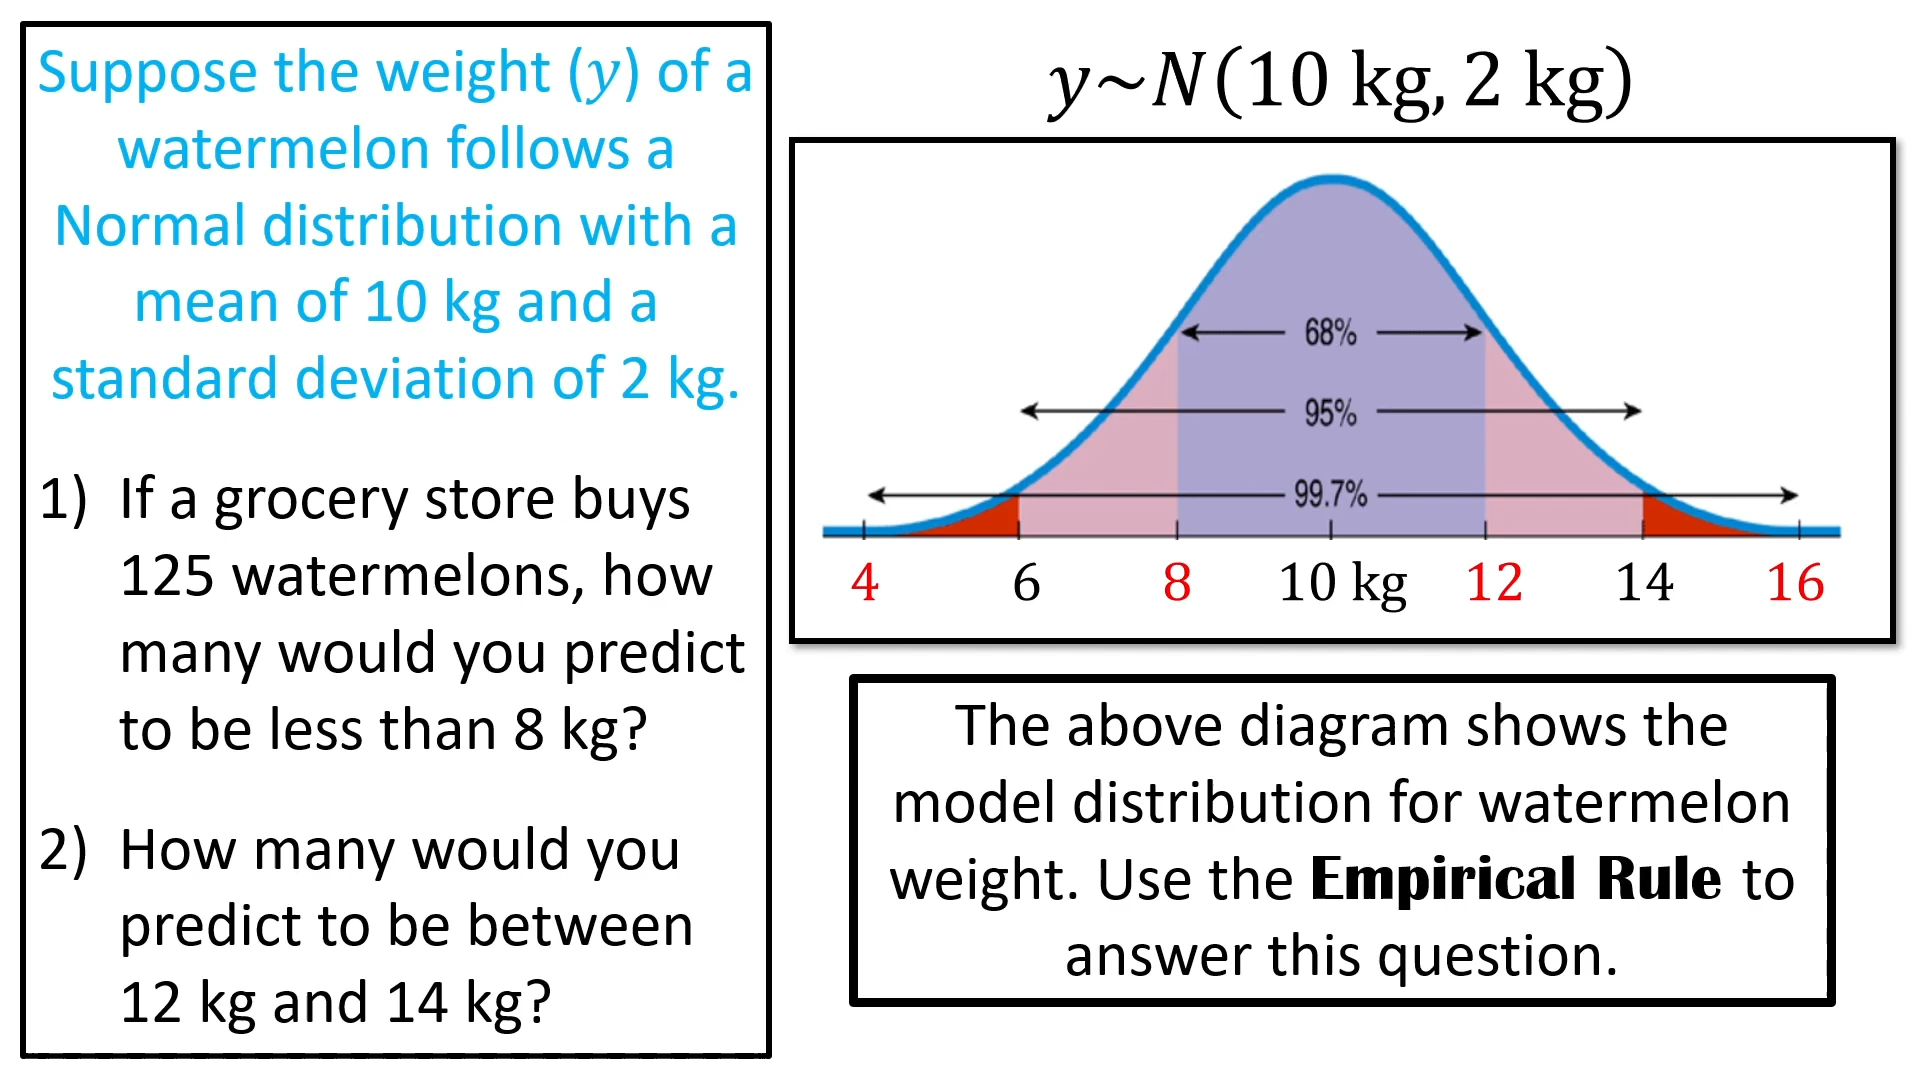 Suppose the weight (𝑦) of a
watermelon follows a
Normal distribution with a
mean of 10 kg and a
standard deviation of 2 kg.
1) If a grocery store buys
125 watermelons, how
many would you predict
to be less than 8 kg?
2) How many would you
predict to be between
12 kg and 14 kg?
𝑦~𝑁(10 kg, 2 kg)
68%
95%
99.7%
4 6 8 10 kg 12 14 16
The above diagram shows the
model distribution for watermelon
weight. Use the Empirical Rule to
answer this question.